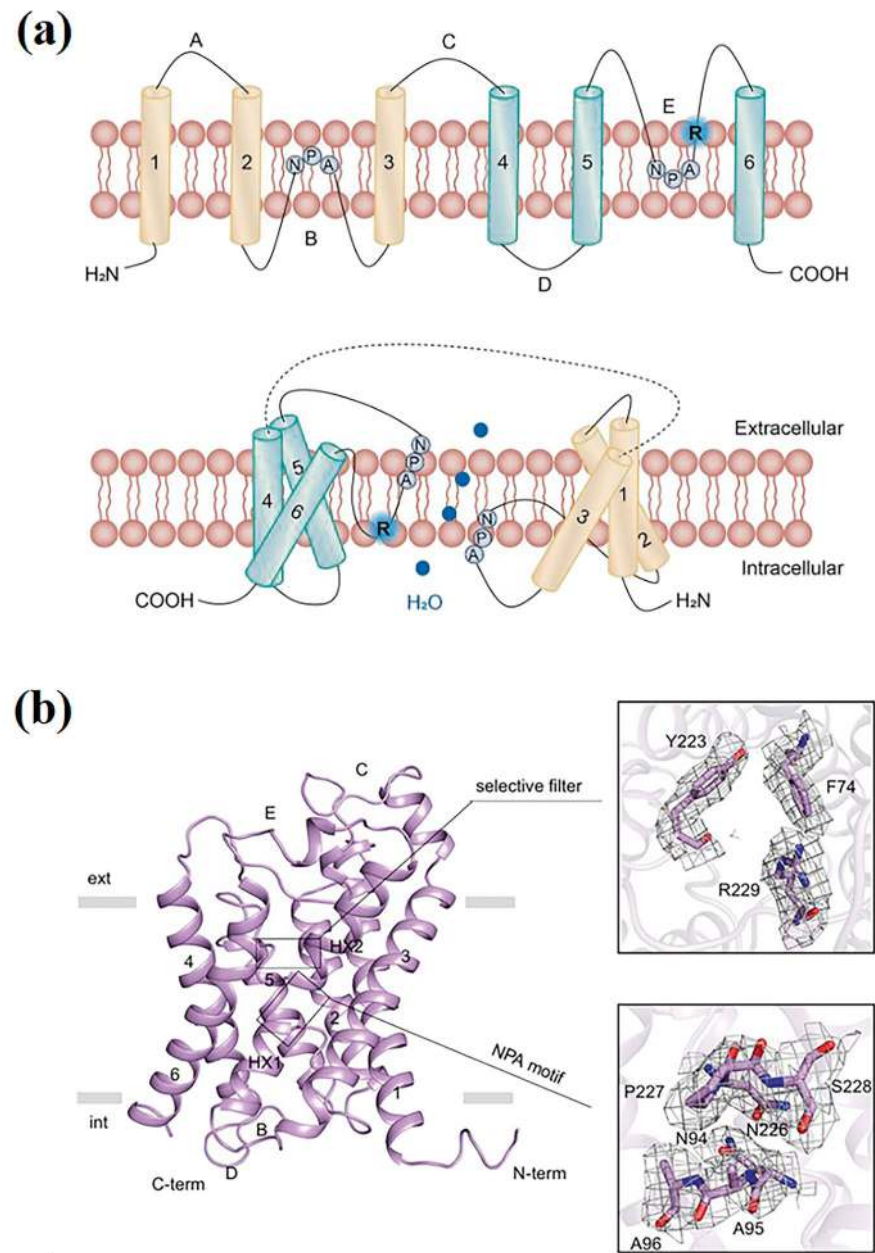 (a)
A
C
E
R
1
2
N P A
3
4
5
N P A
6
B
H₂N
D
COOH
Extracellular
5
4
6
N
P
A
R
N
P
A
3
1
2
Intracellular
COOH
H₂O
H₂N
(b)
C
selective filter
E
Y223
F74
ext
R229
HX2
4
3
5
2
HX1
NPA motif
6
1
P227
S228
int
B
N94
N226
D
C-term
N-term
A96
A95